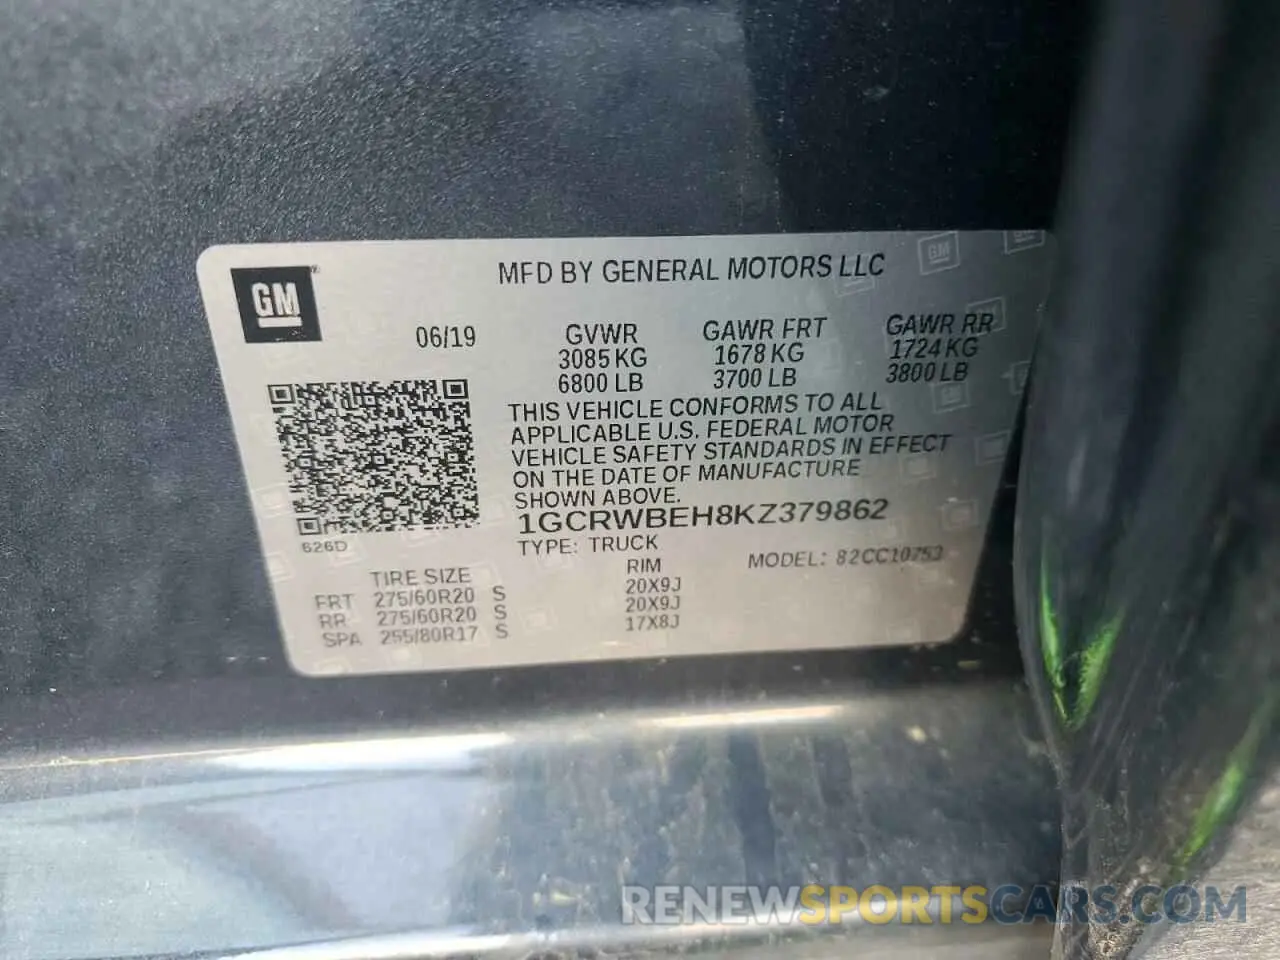 GM
MFD BY GENERAL MOTORS LLC
06/19
GVWR GAWR FRT GAWR RR
3085 KG 1678 KG 1724 KG
6800 LB 3700 LB 3800 LB
THIS VEHICLE CONFORMS TO ALL
APPLICABLE U.S. FEDERAL MOTOR
VEHICLE SAFETY STANDARDS IN EFFECT
ON THE DATE OF MANUFACTURE
SHOWN ABOVE.
1GCRWBEH8KZ379862
626D
TYPE: TRUCK
MODEL: 82CC10753
TIRE SIZE RIM
FRT 275/60R20 S 20X9J
RR 275/60R20 S 20X9J
SPA 255/80R17 S 17X8J
RENEWSPORTSCARS.COM